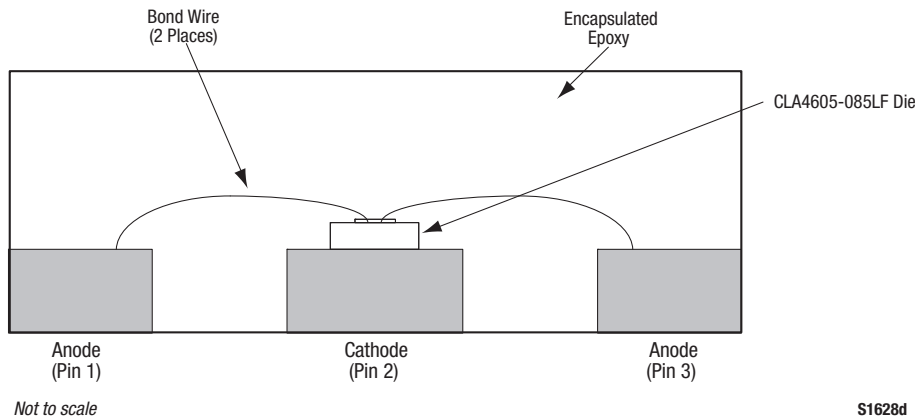 Bond Wire
(2 Places)
Encapsulated
Epoxy
CLA4605-085LF Die
Anode
(Pin 1)
Cathode
(Pin 2)
Anode
(Pin 3)
Not to scale
S1628d